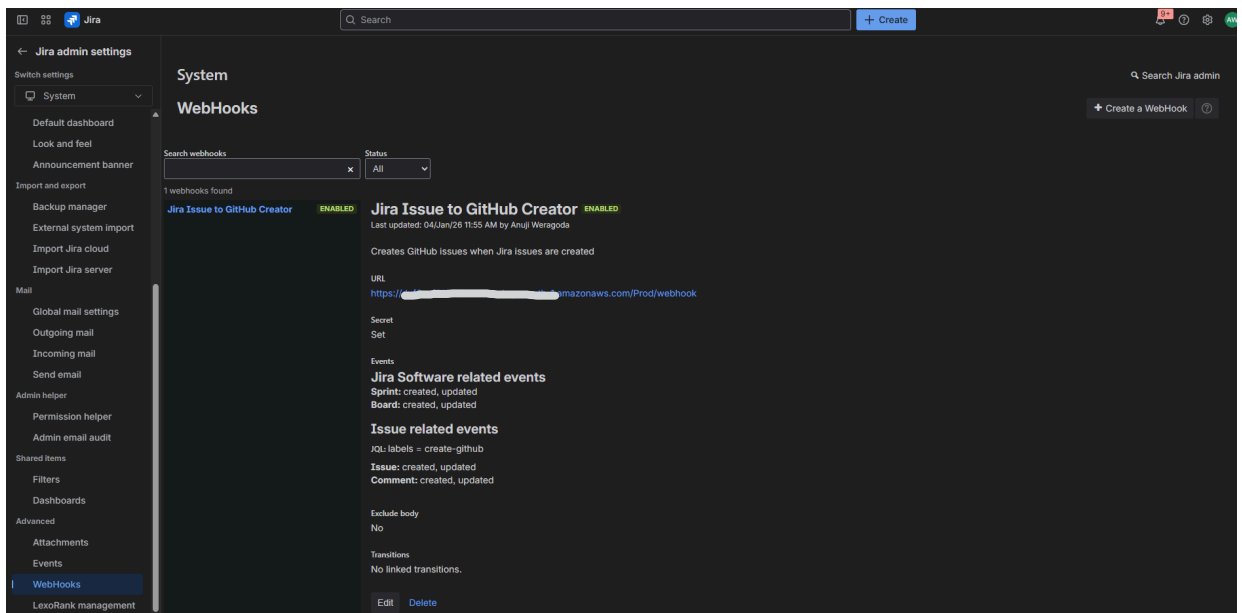 Jira
Search
+ Create
9+
AW
← Jira admin settings
Switch settings
System
Default dashboard
Look and feel
Announcement banner
Import and export
Backup manager
External system import
Import Jira cloud
Import Jira server
Mail
Global mail settings
Outgoing mail
Incoming mail
Send email
Admin helper
Permission helper
Admin email audit
Shared items
Filters
Dashboards
Advanced
Attachments
Events
WebHooks
LexoRank management
System
Search Jira admin
WebHooks
+ Create a WebHook
Search webhooks
Status
All
1 webhooks found
Jira Issue to GitHub Creator ENABLED
Jira Issue to GitHub Creator ENABLED
Last updated: 04/Jan/26 11:55 AM by Anuji Weragoda
Creates GitHub issues when Jira issues are created
URL
https:// amazonaws.com/Prod/webhook
Secret
Set
Events
Jira Software related events
Sprint: created, updated
Board: created, updated
Issue related events
JQL: labels = create-github
Issue: created, updated
Comment: created, updated
Exclude body
No
Transitions
No linked transitions.
Edit Delete